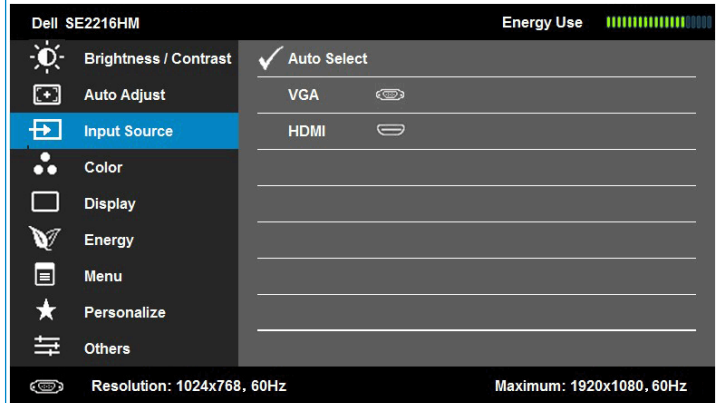 Dell SE2216HM Energy Use
Brightness / Contrast
Auto Select
Auto Adjust
VGA
Input Source
HDMI
Color
Display
Energy
Menu
Personalize
Others
Resolution: 1024x768, 60Hz Maximum: 1920x1080, 60Hz